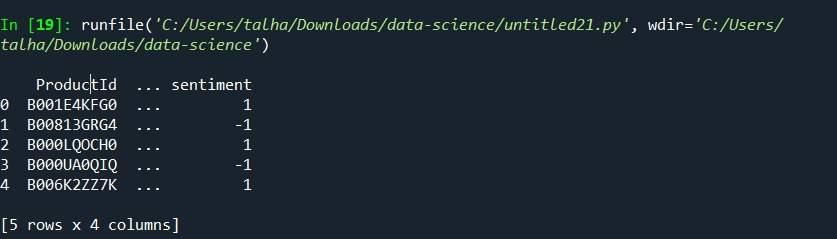 In [19]: runfile('C:/Users/talha/Downloads/data-science/untitled21.py', wdir='C:/Users/
talha/Downloads/data-science')
ProductId ... sentiment
0 B001E4KFG0 ... 1
1 B00813GRG4 ... -1
2 B000LQOCH0 ... 1
3 B000UA0QIQ ... -1
4 B006K2ZZ7K ... 1
[5 rows x 4 columns]